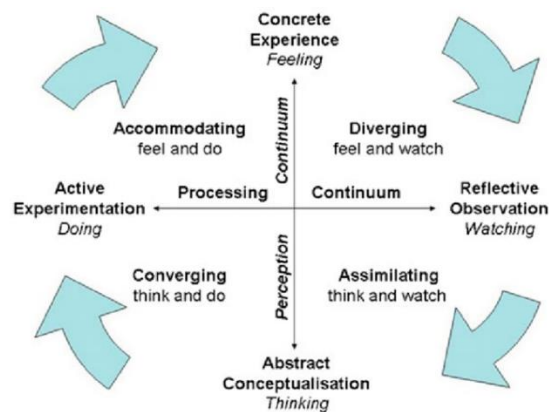 Concrete
Experience
Feeling
Accommodating
feel and do
Continuum
Diverging
feel and watch
Active
Experimentation
Doing
Processing
Continuum
Reflective
Observation
Watching
Converging
think and do
Perception
Assimilating
think and watch
Abstract
Conceptualisation
Thinking